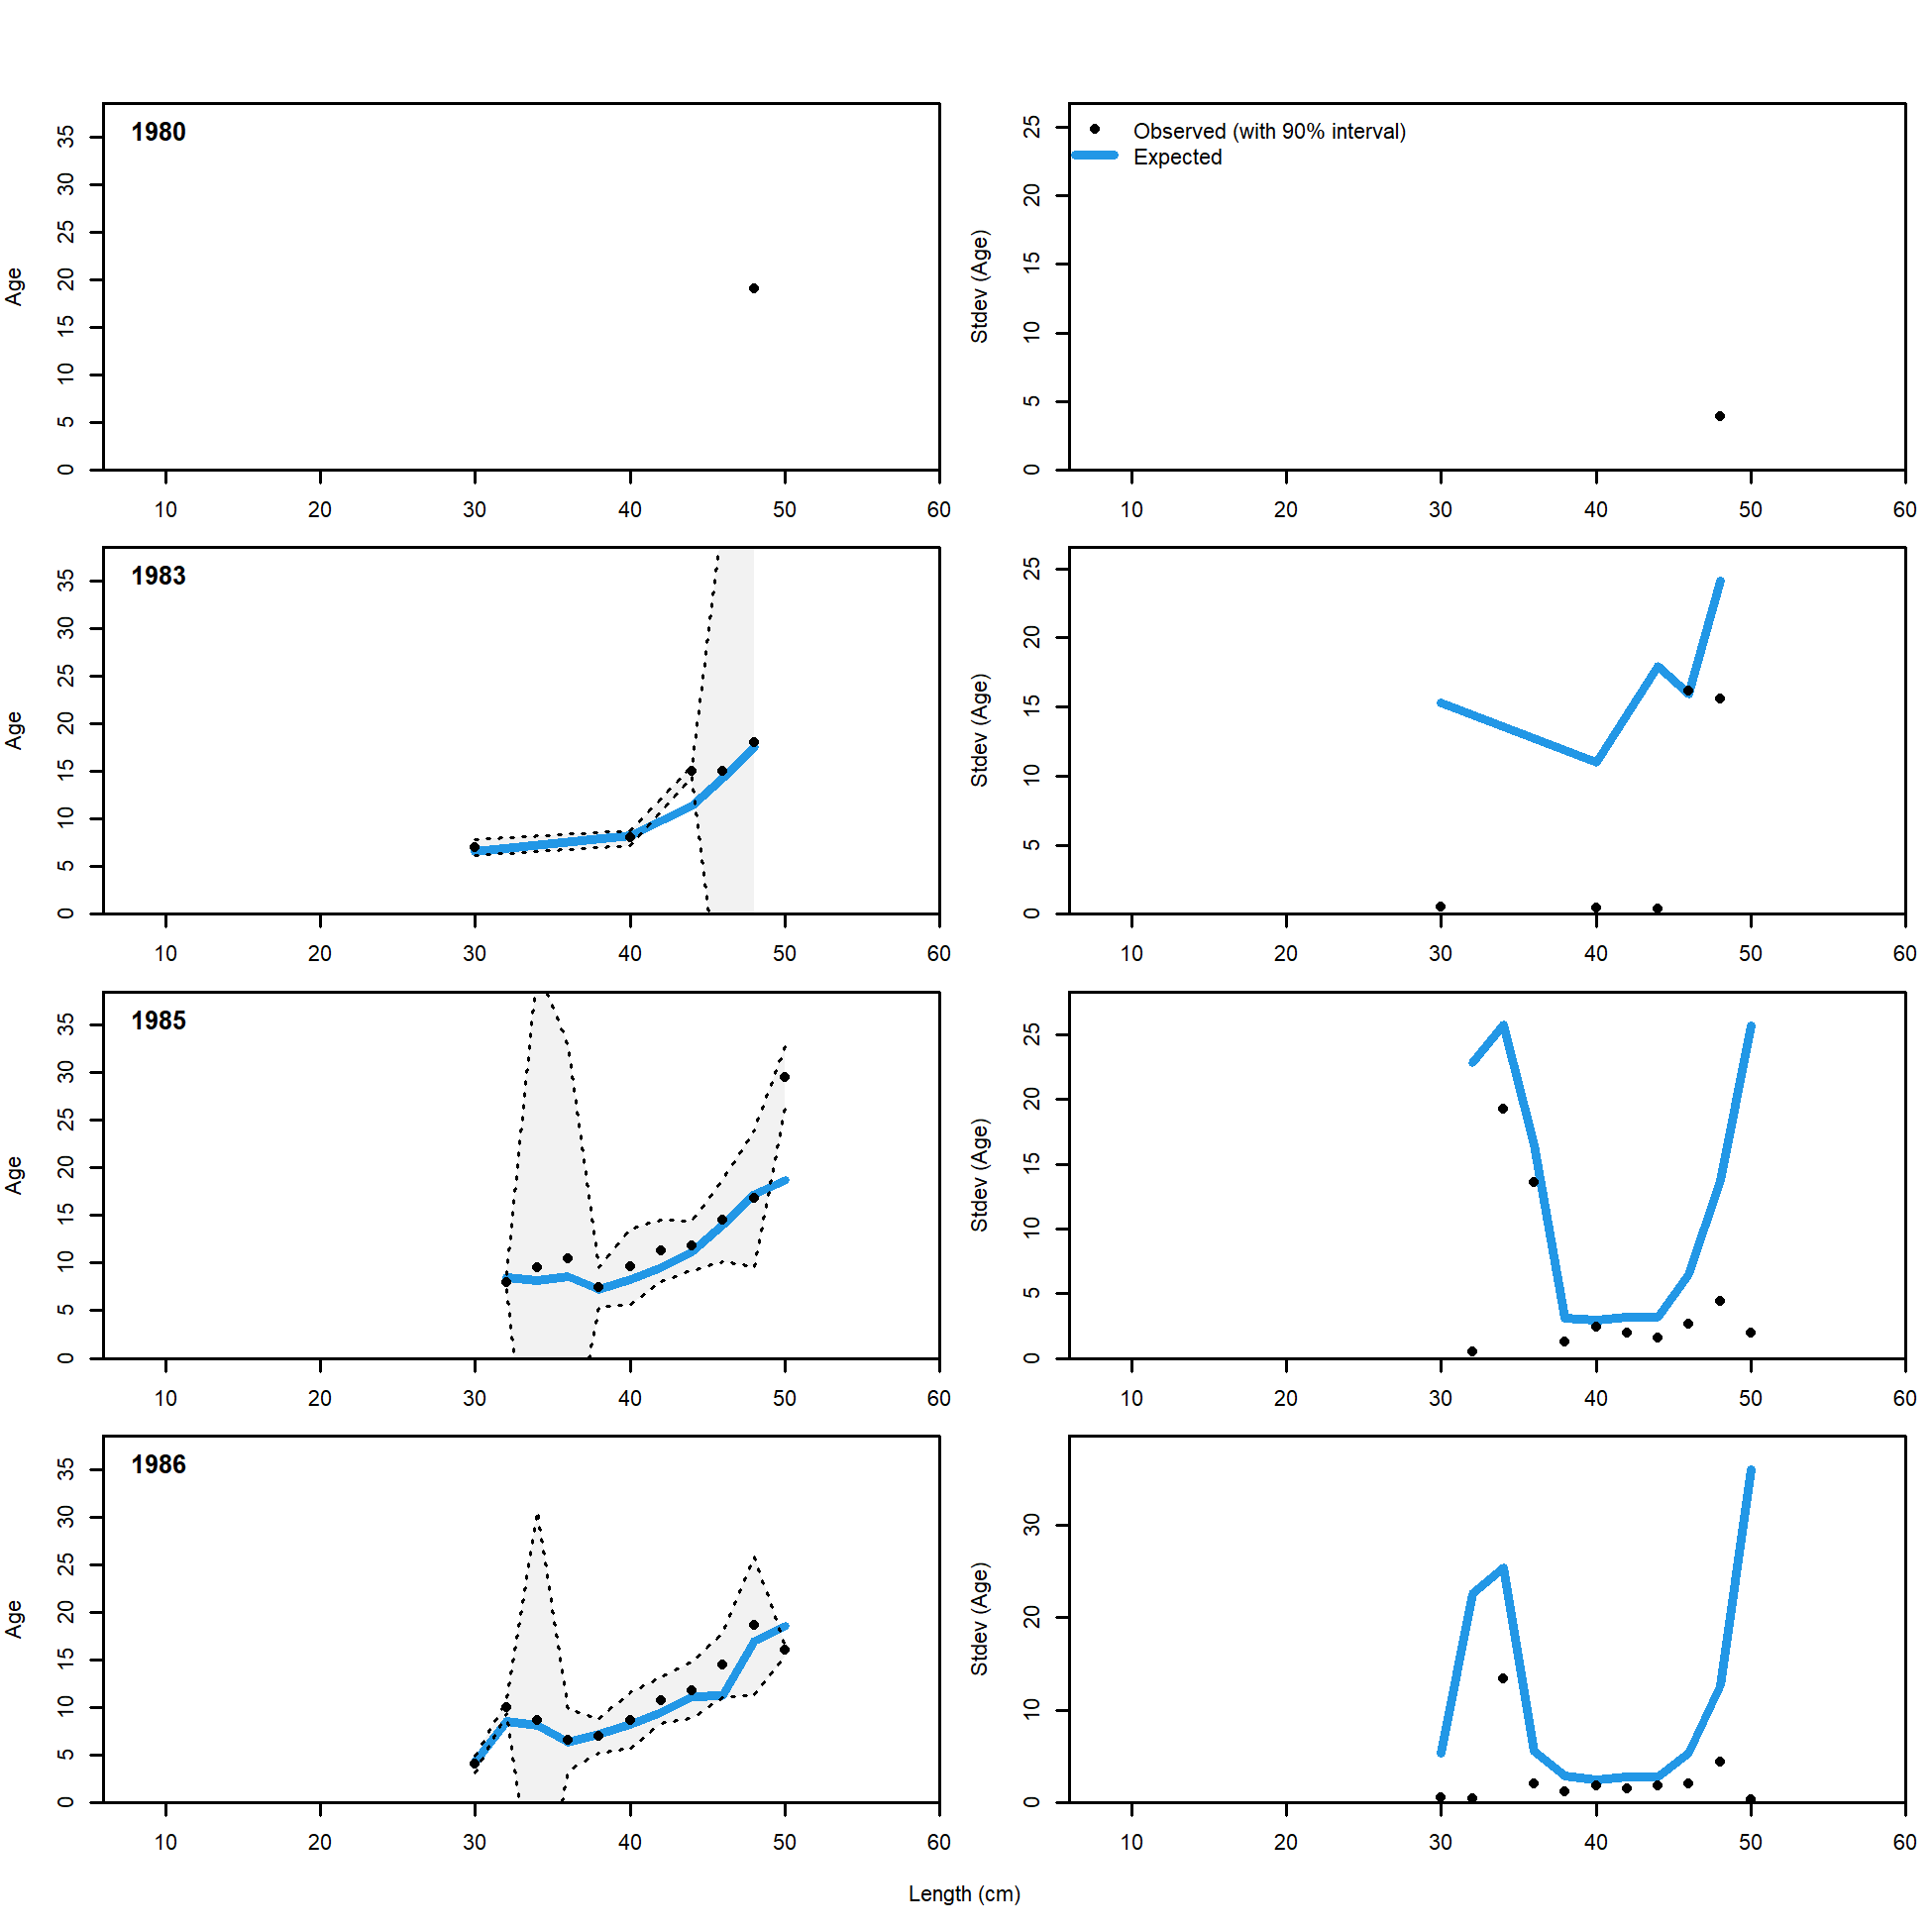 1980
Age
0 5 10 15 20 25 30 35
10 20 30 40 50 60
Observed (with 90% interval)
Expected
Stdev (Age)
0 5 10 15 20 25
10 20 30 40 50 60
1983
Age
0 5 10 15 20 25 30 35
10 20 30 40 50 60
Stdev (Age)
0 5 10 15 20 25
10 20 30 40 50 60
1985
Age
0 5 10 15 20 25 30 35
10 20 30 40 50 60
Stdev (Age)
0 5 10 15 20 25
10 20 30 40 50 60
1986
Age
0 5 10 15 20 25 30 35
10 20 30 40 50 60
Stdev (Age)
0 10 20 30
10 20 30 40 50 60
Length (cm)